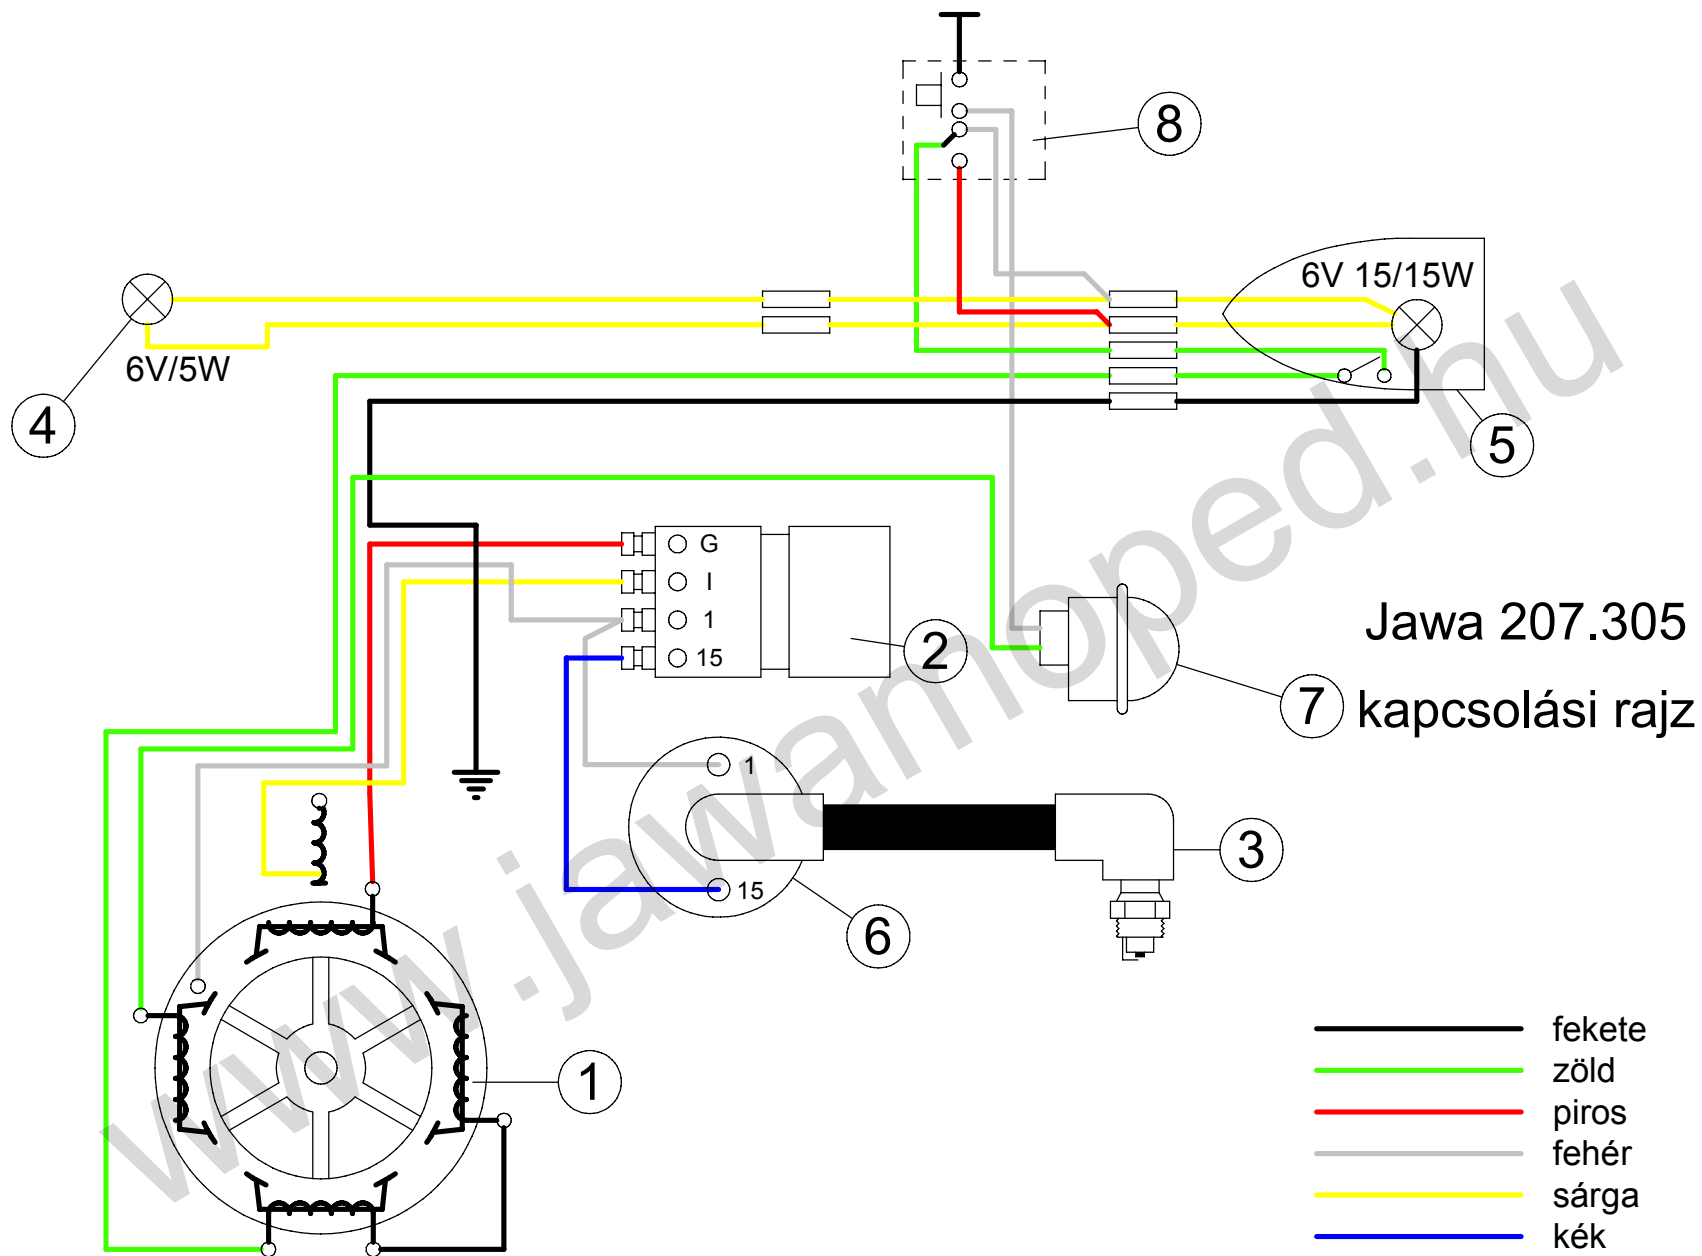 8
6V 15/15W
6V/5W
4
5
G
I
1
15
2
Jawa 207.305
7
kapcsolási rajz
1
15
3
6
1
fekete
zöld
piros
fehér
sárga
kék
www.jawamoped.hu